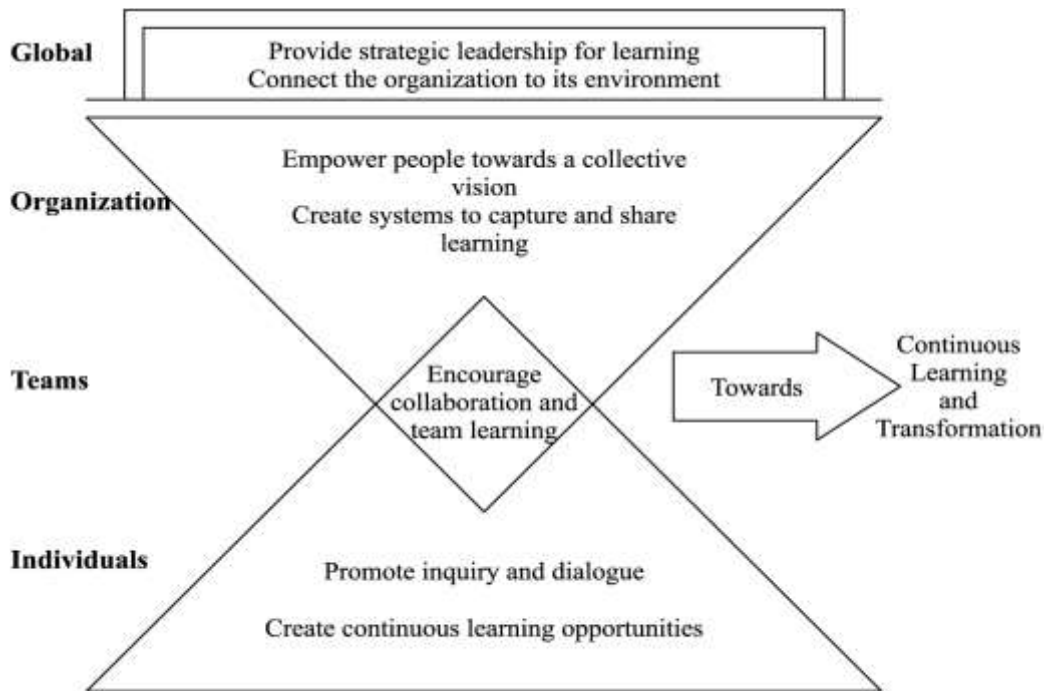 Global
Provide strategic leadership for learning
Connect the organization to its environment
Organization
Empower people towards a collective
vision
Create systems to capture and share
learning
Teams
Encourage
collaboration and
team learning
Towards
Continuous
Learning
and
Transformation
Individuals
Promote inquiry and dialogue
Create continuous learning opportunities